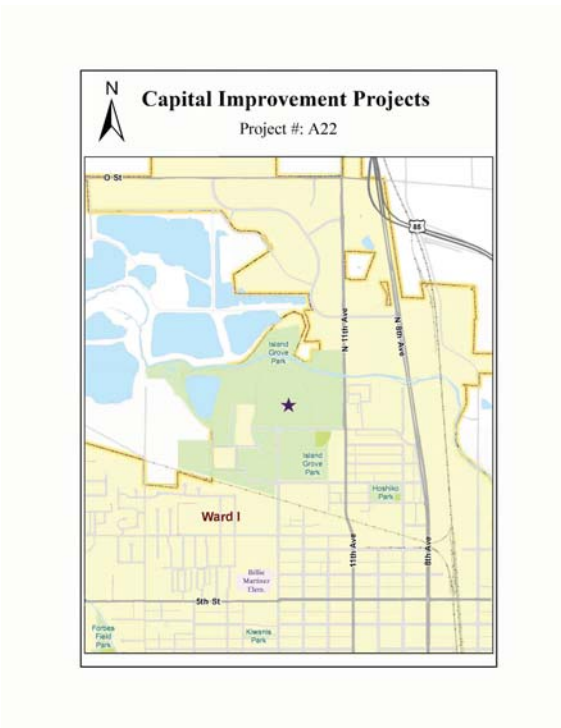 N
Capital Improvement Projects
Project #: A22
O St
85
N 11th Ave
N 8th Ave
Island
Grove
Park
Island
Grove
Park
Hoshiko
Park
Ward I
11th Ave
8th Ave
Billie
Martinez
Elem.
5th St
Forbes
Field
Park
Kiwanis
Park